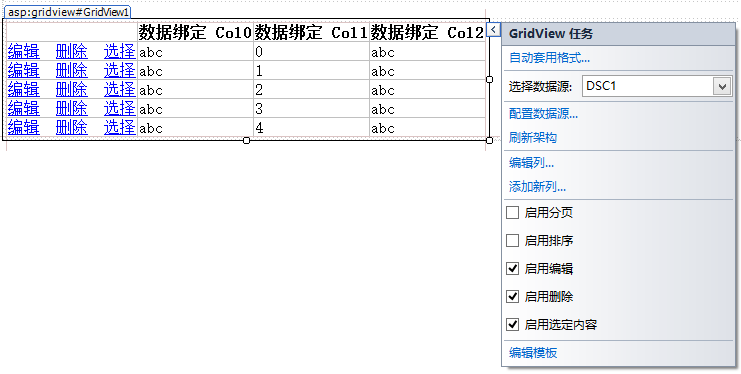 asp:gridview#GridView1
数据绑定 Col0 数据绑定 Col1 数据绑定 Col2
编辑 删除 选择 abc 0 abc
编辑 删除 选择 abc 1 abc
编辑 删除 选择 abc 2 abc
编辑 删除 选择 abc 3 abc
编辑 删除 选择 abc 4 abc
GridView 任务
自动套用格式...
选择数据源: DSC1
配置数据源...
刷新架构
编辑列...
添加新列...
启用分页
启用排序
启用编辑
启用删除
启用选定内容
编辑模板